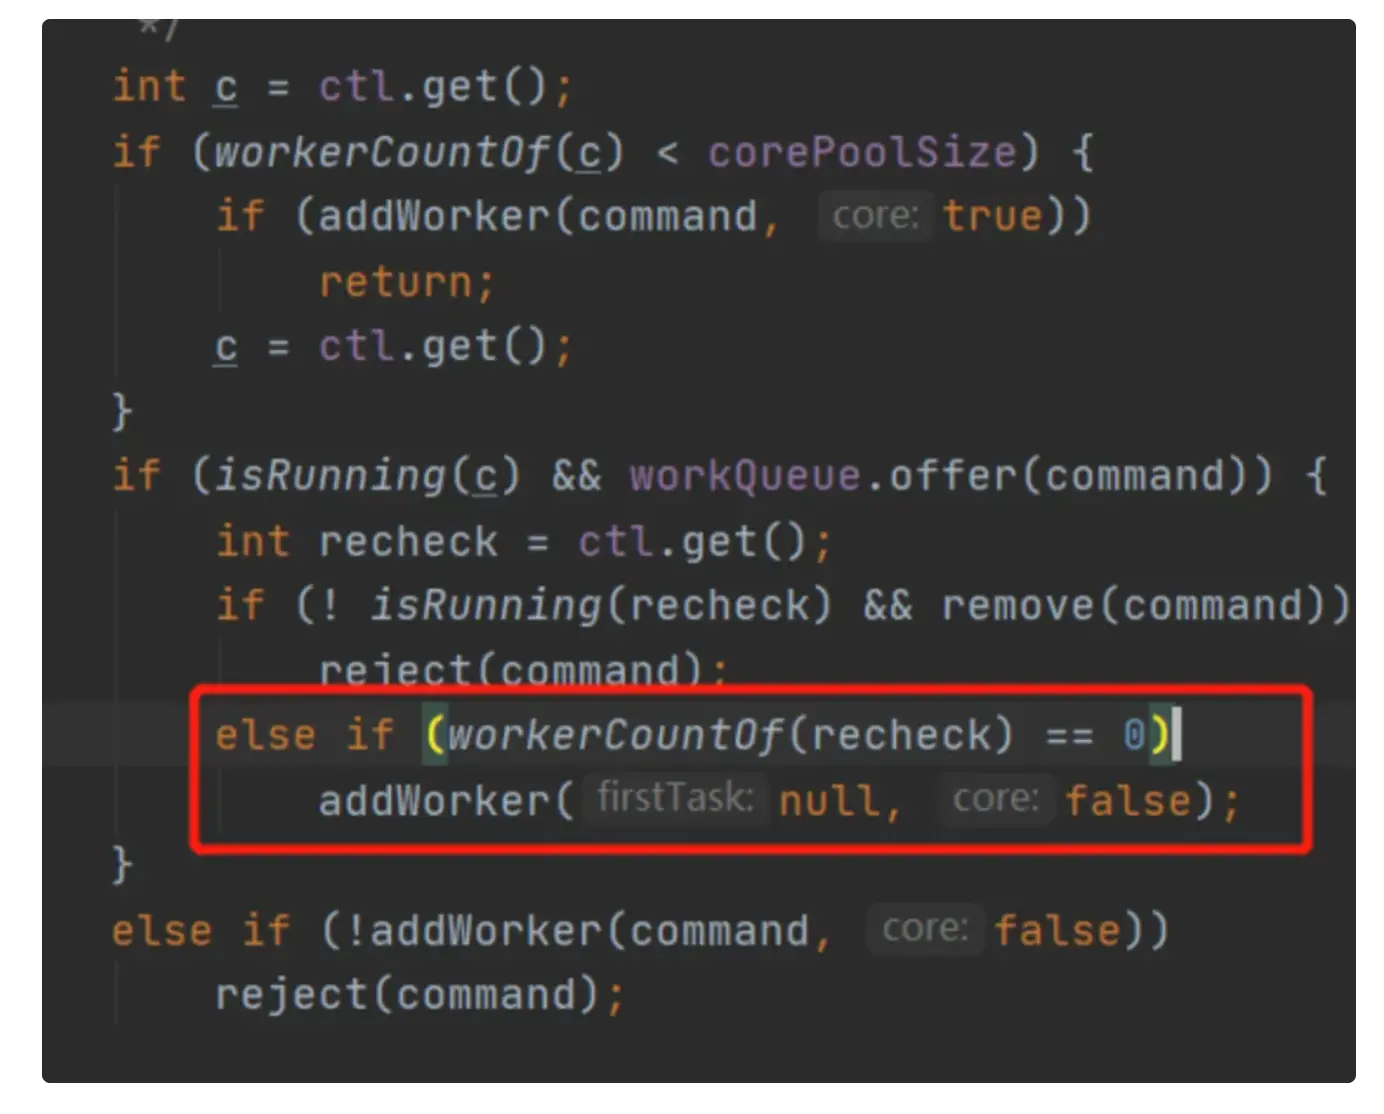 */
int c = ctl.get();
if (workerCountOf(c) < corePoolSize) {
if (addWorker(command, core: true))
return;
c = ctl.get();
}
if (isRunning(c) && workQueue.offer(command)) {
int recheck = ctl.get();
if (! isRunning(recheck) && remove(command))
reject(command);
else if (workerCountOf(recheck) == 0)
addWorker( firstTask: null, core: false);
}
else if (!addWorker(command, core: false))
reject(command);